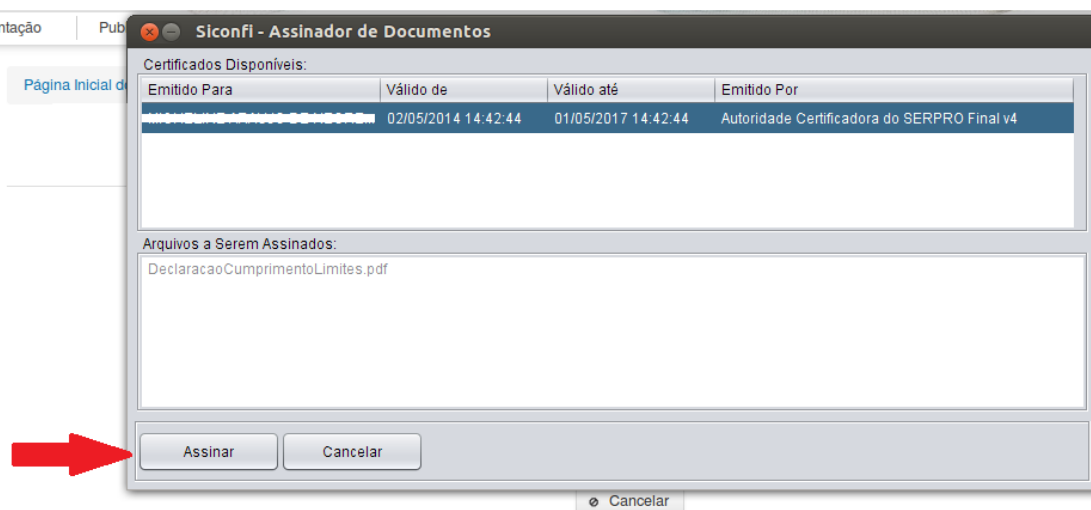 ntação Pub
Siconfi - Assinador de Documentos
Certificados Disponíveis:
Página Inicial d
Emitido Para Válido de Válido até Emitido Por
02/05/2014 14:42:44 01/05/2017 14:42:44 Autoridade Certificadora do SERPRO Final v4
Arquivos a Serem Assinados:
DeclaracaoCumprimentoLimites.pdf
Assinar Cancelar
Cancelar